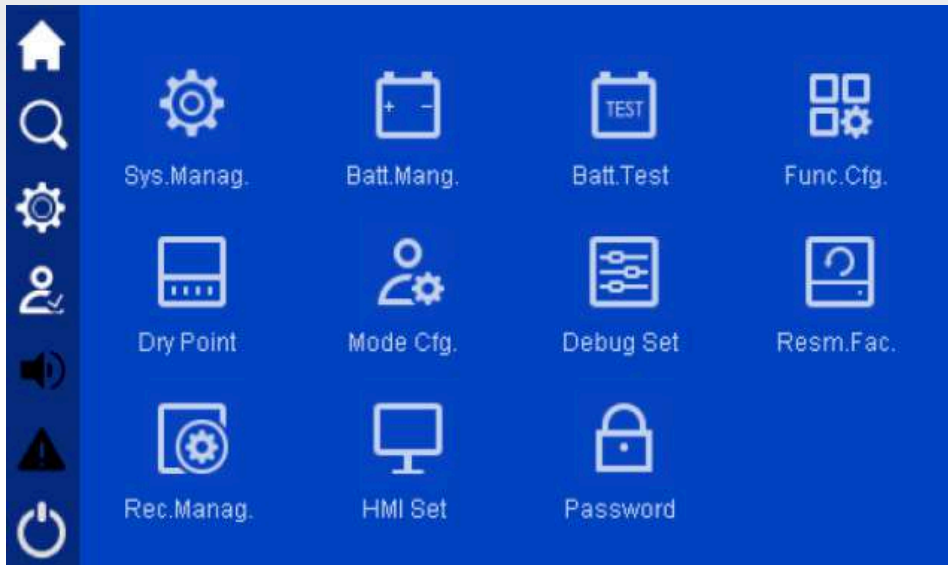 TEST
Sys.Manag. Batt.Mang. Batt.Test Func.Cfg.
Dry Point Mode Cfg. Debug Set Resm.Fac.
Rec.Manag. HMI Set Password